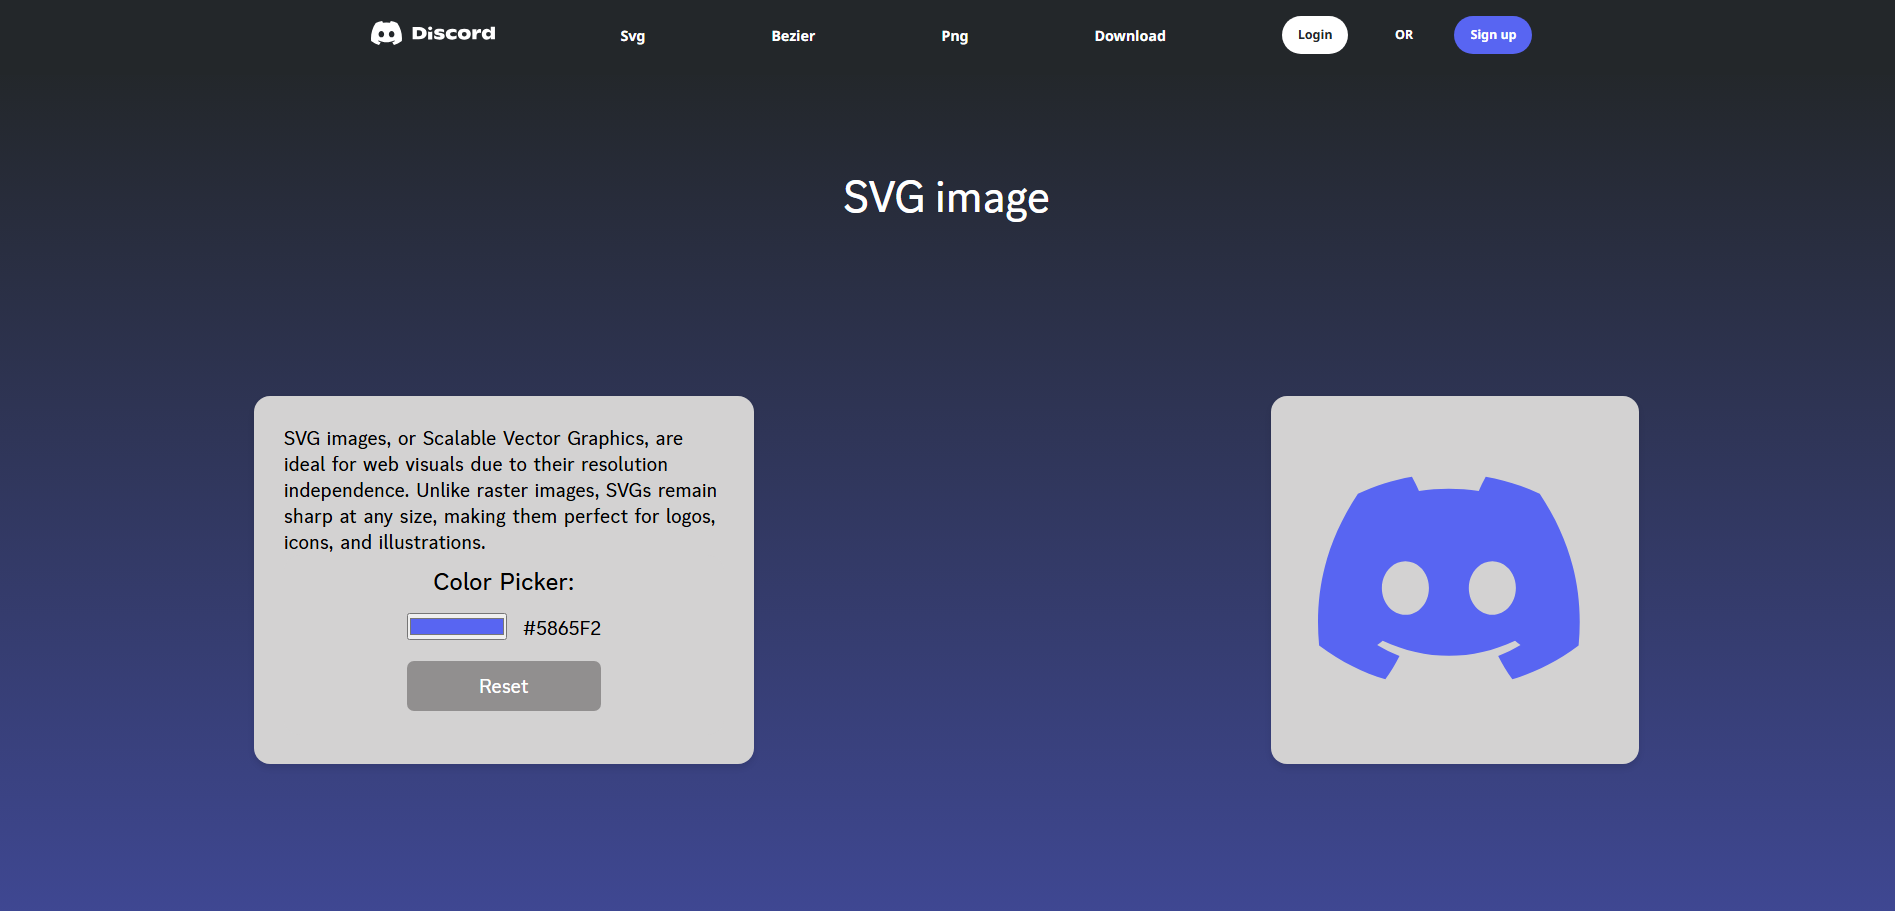 Discord
Svg
Bezier
Png
Download
Login
OR
Sign up
SVG image
SVG images, or Scalable Vector Graphics, are
ideal for web visuals due to their resolution
independence. Unlike raster images, SVGs remain
sharp at any size, making them perfect for logos,
icons, and illustrations.
Color Picker:
#5865F2
Reset